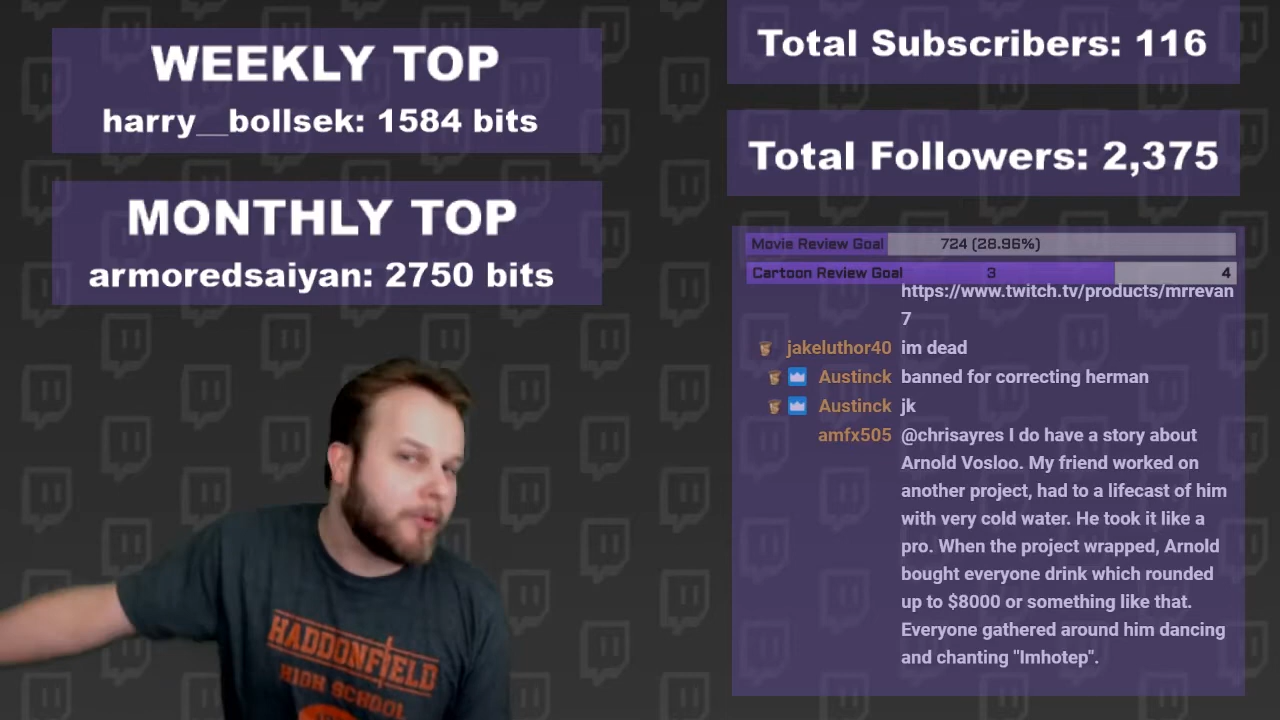 WEEKLY TOP
harry__bollsek: 1584 bits
MONTHLY TOP
armoredsaiyan: 2750 bits
Total Subscribers: 116
Total Followers: 2,375
Movie Review Goal 724 (28.96%)
Cartoon Review Goal 3 4
https://www.twitch.tv/products/mrrevan
7
jakeluthor40 im dead
Austinck banned for correcting herman
Austinck jk
amfx505 @chrisayres I do have a story about
Arnold Vosloo. My friend worked on
another project, had to a lifecast of him
with very cold water. He took it like a
pro. When the project wrapped, Arnold
bought everyone drink which rounded
up to $8000 or something like that.
Everyone gathered around him dancing
and chanting "Imhotep".
HADDONFIELD
HIGH SCHOOL